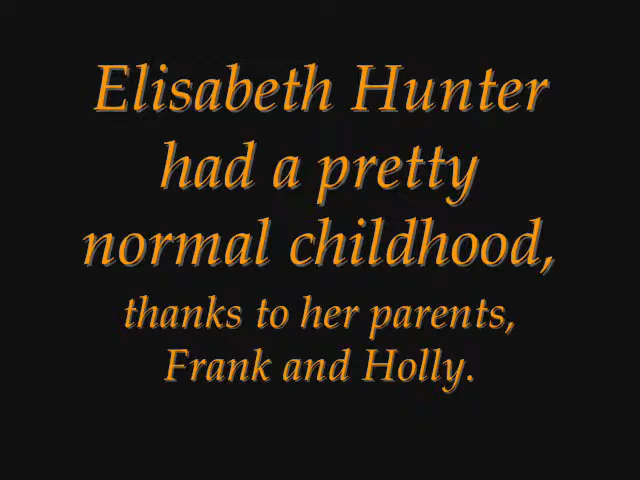 Elisabeth Hunter
had a pretty
normal childhood,
thanks to her parents,
Frank and Holly.